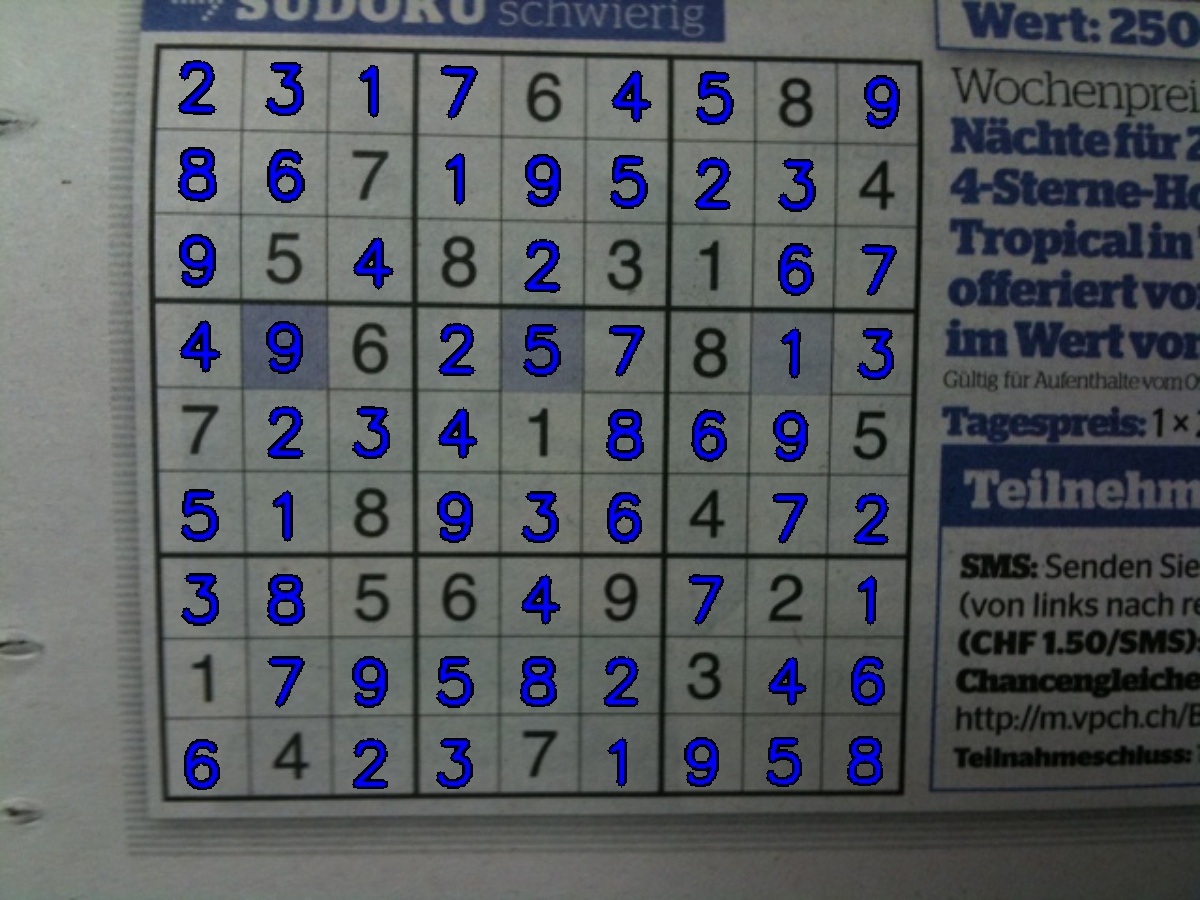 SUDOKU schwierig
2 3 1 7 6 4 5 8 9
8 6 7 1 9 5 2 3 4
9 5 4 8 2 3 1 6 7
4 9 6 2 5 7 8 1 3
7 2 3 4 1 8 6 9 5
5 1 8 9 3 6 4 7 2
3 8 5 6 4 9 7 2 1
1 7 9 5 8 2 3 4 6
6 4 2 3 7 1 9 5 8
Wert: 250
Wochenprei
Nächte für 2
4-Sterne-Ho
Tropical in
offeriert vo
im Wert vor
Gültig für Aufenthalte vom
Tagespreis: 1 ×
Teilnehm
SMS: Senden Sie
(von links nach re
(CHF 1.50/SMS).
Chancengleiche
http://m.vpch.ch/
Teilnahmeschluss: